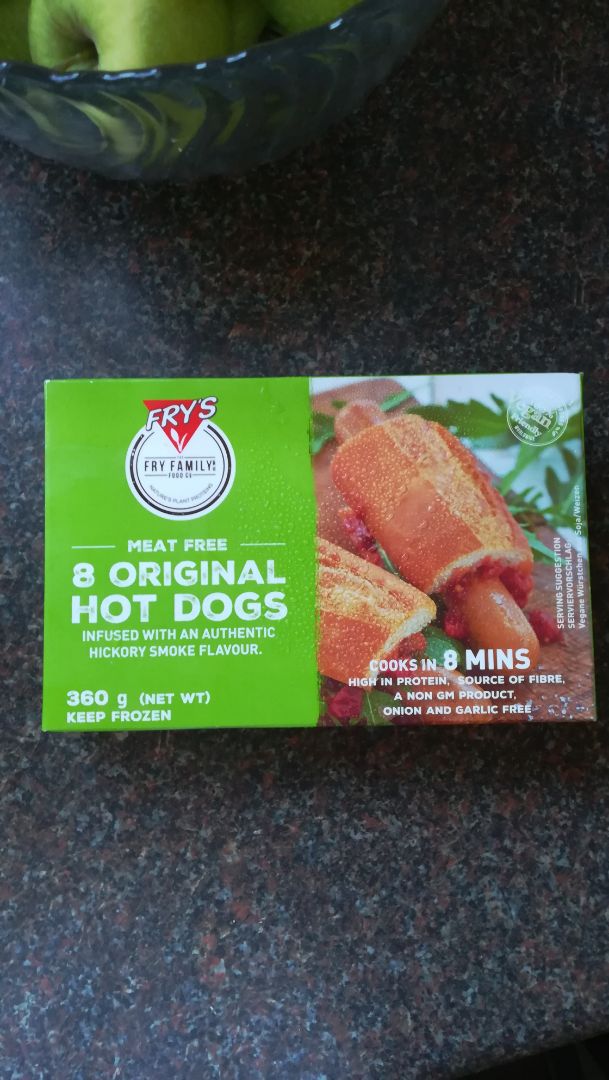 FRY'S
THE
FRY FAMILY
FOOD CO
NATURE'S PLANT PROTEINS
MEAT FREE
8 ORIGINAL
HOT DOGS
INFUSED WITH AN AUTHENTIC
HICKORY SMOKE FLAVOUR.
360 g (NET WT)
KEEP FROZEN
friendly
SERVING SUGGESTION
SERVIERVORSCHLAG
Vegane Würstchen Soja/Weizen
COOKS IN 8 MINS
HIGH IN PROTEIN, SOURCE OF FIBRE,
A NON GM PRODUCT,
ONION AND GARLIC FREE